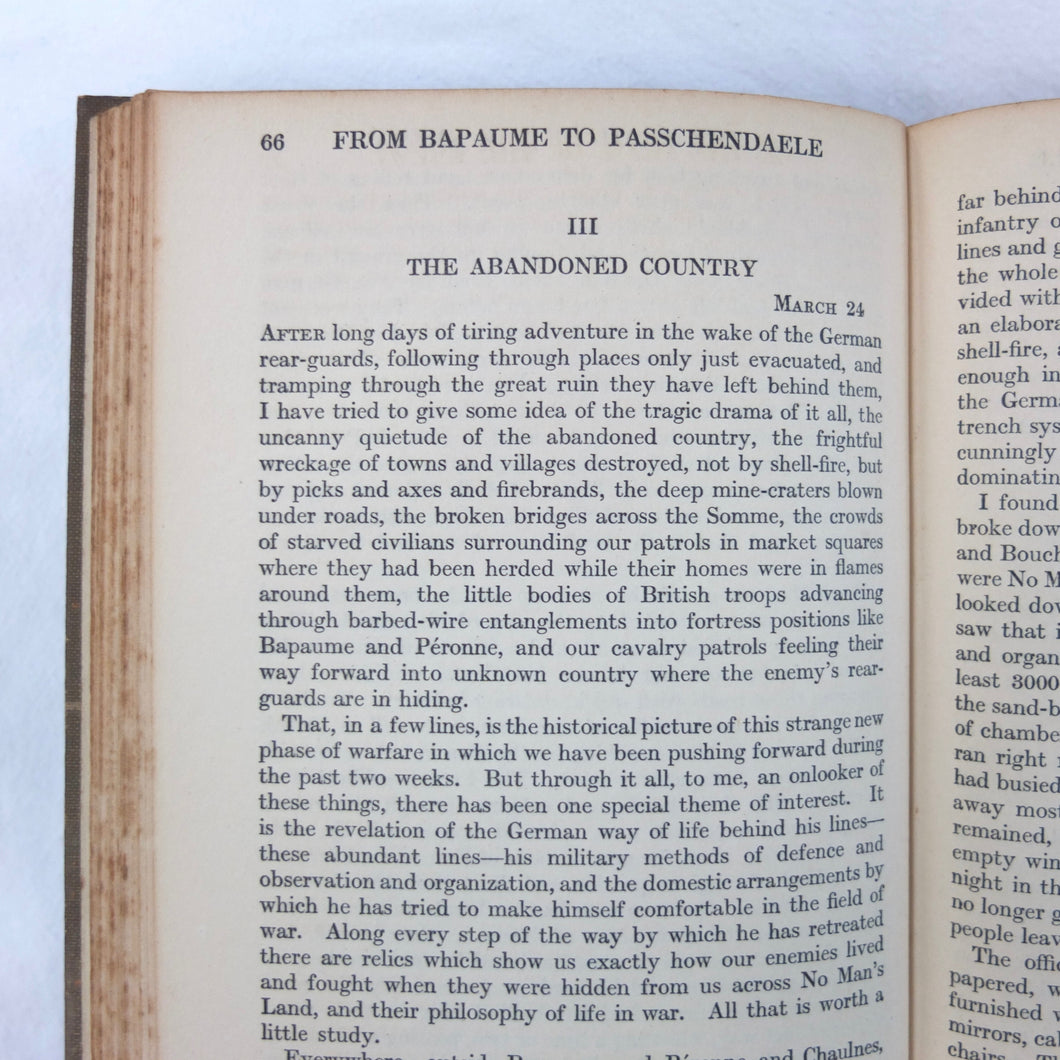 66 FROM BAPAUME TO PASSCHENDAELE
III
THE ABANDONED COUNTRY
MARCH 24
AFTER long days of tiring adventure in the wake of the German
rear-guards, following through places only just evacuated, and
tramping through the great ruin they have left behind them,
I have tried to give some idea of the tragic drama of it all, the
uncanny quietude of the abandoned country, the frightful
wreckage of towns and villages destroyed, not by shell-fire, but
by picks and axes and firebrands, the deep mine-craters blown
under roads, the broken bridges across the Somme, the crowds
of starved civilians surrounding our patrols in market squares
where they had been herded while their homes were in flames
around them, the little bodies of British troops advancing
through barbed-wire entanglements into fortress positions like
Bapaume and Péronne, and our cavalry patrols feeling their
way forward into unknown country where the enemy's rear-
guards are in hiding.
That, in a few lines, is the historical picture of this strange new
phase of warfare in which we have been pushing forward during
the past two weeks. But through it all, to me, an onlooker of
these things, there has been one special theme of interest. It
is the revelation of the German way of life behind his lines—
these abundant lines—his military methods of defence and
observation and organization, and the domestic arrangements by
which he has tried to make himself comfortable in the field of
war. Along every step of the way by which he has retreated
there are relics which show us exactly how our enemies lived
and fought when they were hidden from us across No Man's
Land, and their philosophy of life in war. All that is worth a
little study.
Everywhere, outside Péronne and Chaulnes,
far behind
infantry
lines and
the whole
vided with
an
shell-fire,
enough in
the
trench
cunningly
I found
broke
and
were No
looked
saw that
and
least 3000
the
of
ran right
had busied
away
remained,
empty
night in
no longer
people
The
papered,
furnished
mirrors,
chairs